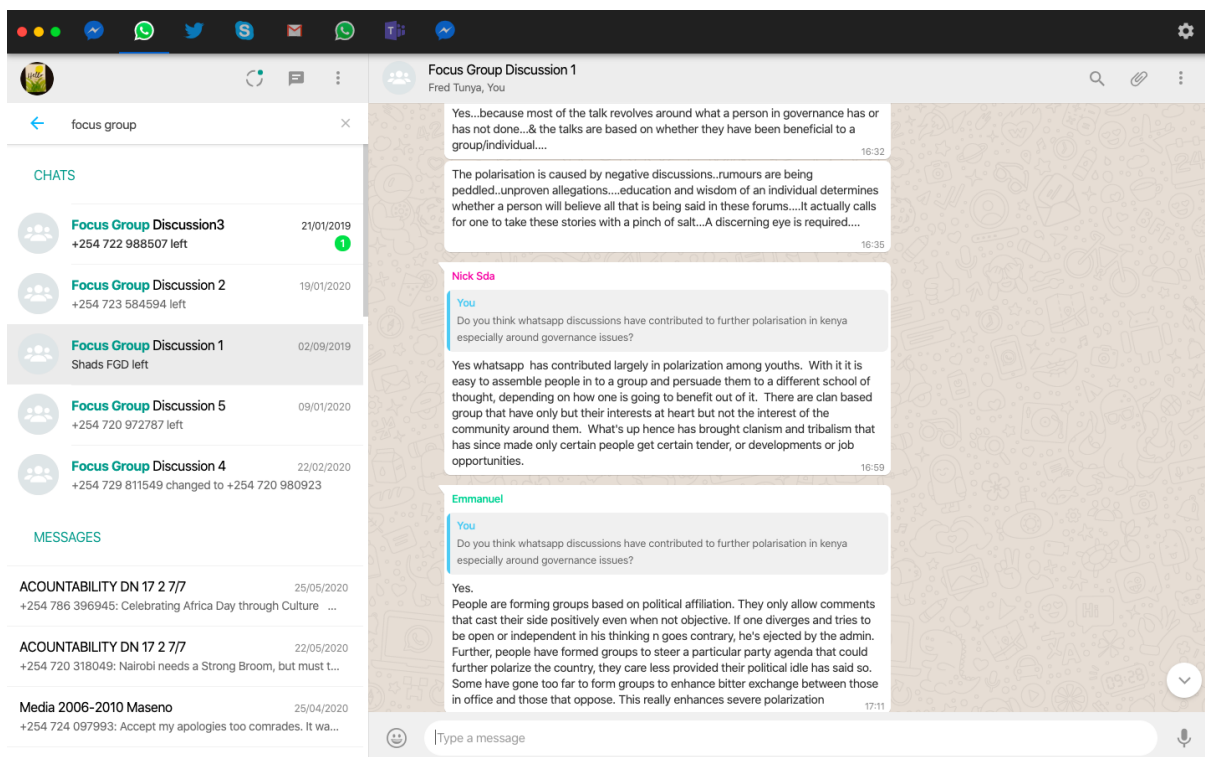 Hello
focus group
CHATS
Focus Group Discussion3
21/01/2019
+254 722 988507 left
1
Focus Group Discussion 2
19/01/2020
+254 723 584594 left
Focus Group Discussion 1
02/09/2019
Shads FGD left
Focus Group Discussion 5
09/01/2020
+254 720 972787 left
Focus Group Discussion 4
22/02/2020
+254 729 811549 changed to +254 720 980923
MESSAGES
ACOUNTABILITY DN 17 2 7/7
25/05/2020
+254 786 396945: Celebrating Africa Day through Culture ...
ACOUNTABILITY DN 17 2 7/7
22/05/2020
+254 720 318049: Nairobi needs a Strong Broom, but must t...
Media 2006-2010 Maseno
25/04/2020
+254 724 097993: Accept my apologies too comrades. It wa...
Focus Group Discussion 1
Fred Tunya, You
Yes...because most of the talk revolves around what a person in governance has or
has not done...& the talks are based on whether they have been beneficial to a
group/individual....
16:32
The polarisation is caused by negative discussions..rumours are being
peddled..unproven allegations....education and wisdom of an individual determines
whether a person will believe all that is being said in these forums....It actually calls
for one to take these stories with a pinch of salt...A discerning eye is required....
16:35
Nick Sda
You
Do you think whatsapp discussions have contributed to further polarisation in kenya
especially around governance issues?
Yes whatsapp  has contributed largely in polarization among youths.  With it it is
easy to assemble people in to a group and persuade them to a different school of
thought, depending on how one is going to benefit out of it.  There are clan based
group that have only but their interests at heart but not the interest of the
community around them.  What's up hence has brought clanism and tribalism that
has since made only certain people get certain tender, or developments or job
opportunities.
16:59
Emmanuel
You
Do you think whatsapp discussions have contributed to further polarisation in kenya
especially around governance issues?
Yes.
People are forming groups based on political affiliation. They only allow comments
that cast their side positively even when not objective. If one diverges and tries to
be open or independent in his thinking n goes contrary, he's ejected by the admin.
Further, people have formed groups to steer a particular party agenda that could
further polarize the country, they care less provided their political idle has said so.
Some have gone too far to form groups to enhance bitter exchange between those
in office and those that oppose. This really enhances severe polarization
17:11
Type a message